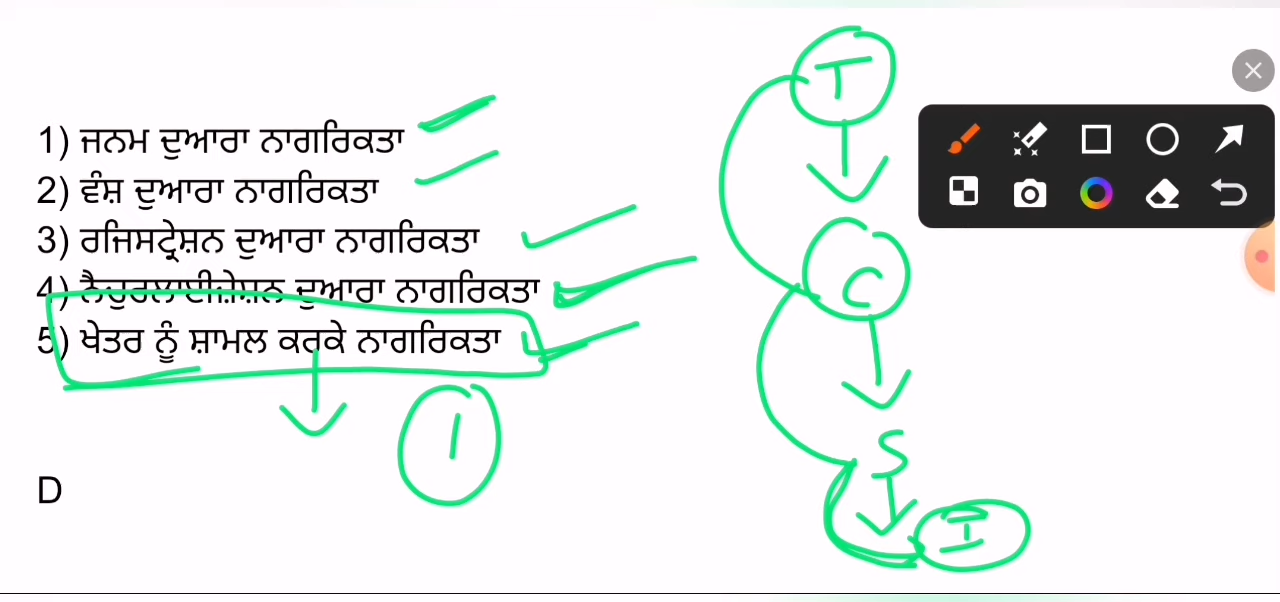 1) ਜਨਮ ਦੁਆਰਾ ਨਾਗਰਿਕਤਾ
2) ਵੰਸ਼ ਦੁਆਰਾ ਨਾਗਰਿਕਤਾ
3) ਰਜਿਸਟ੍ਰੇਸ਼ਨ ਦੁਆਰਾ ਨਾਗਰਿਕਤਾ
4) ਨੈਚੁਰਲਾਈਜ਼ੇਸ਼ਨ ਦੁਆਰਾ ਨਾਗਰਿਕਤਾ
5) ਖੇਤਰ ਨੂੰ ਸ਼ਾਮਲ ਕਰਕੇ ਨਾਗਰਿਕਤਾ
1
D
T
C
S
I